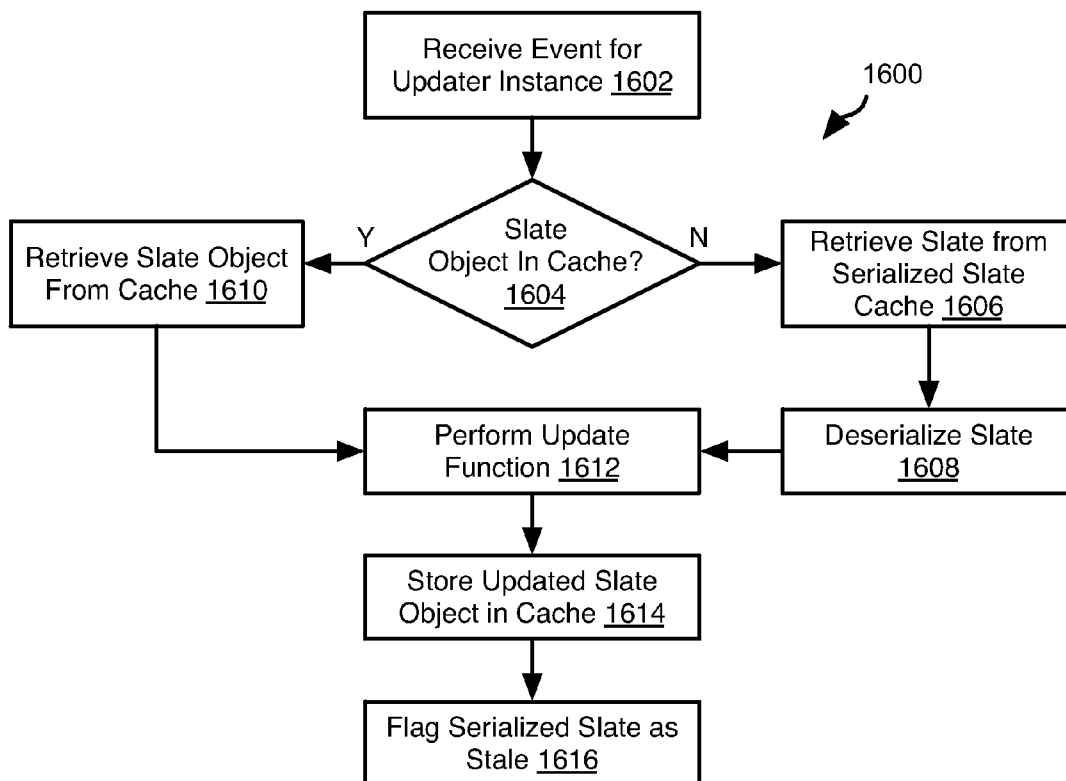 Receive Event for
Updater Instance 1602
1600
Slate
Object In Cache?
1604
Y
N
Retrieve Slate Object
From Cache 1610
Retrieve Slate from
Serialized Slate
Cache 1606
Perform Update
Function 1612
Deserialize Slate
1608
Store Updated Slate
Object in Cache 1614
Flag Serialized Slate as
Stale 1616